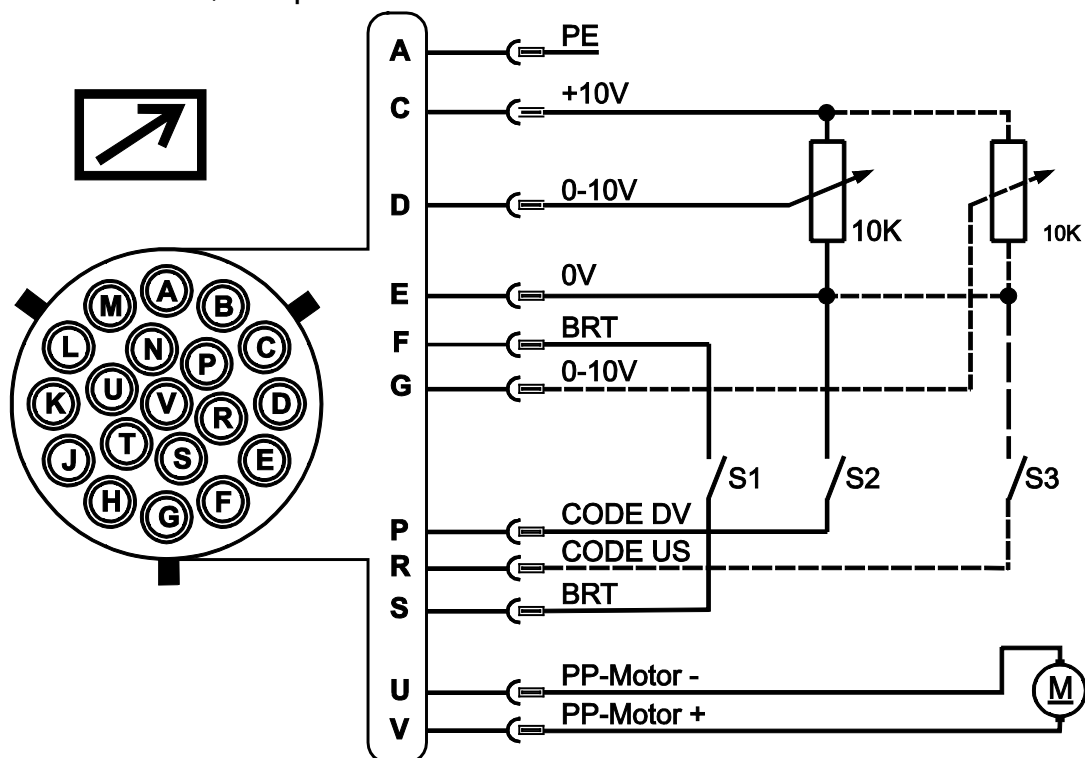 A PE
C +10V
D 0-10V
10K
10K
E 0V
F BRT
G 0-10V
S1 S2 S3
P CODE DV
R CODE US
S BRT
U PP-Motor -
V PP-Motor +
M
A
M B
L N P C
K U V R D
J T S E
H G F